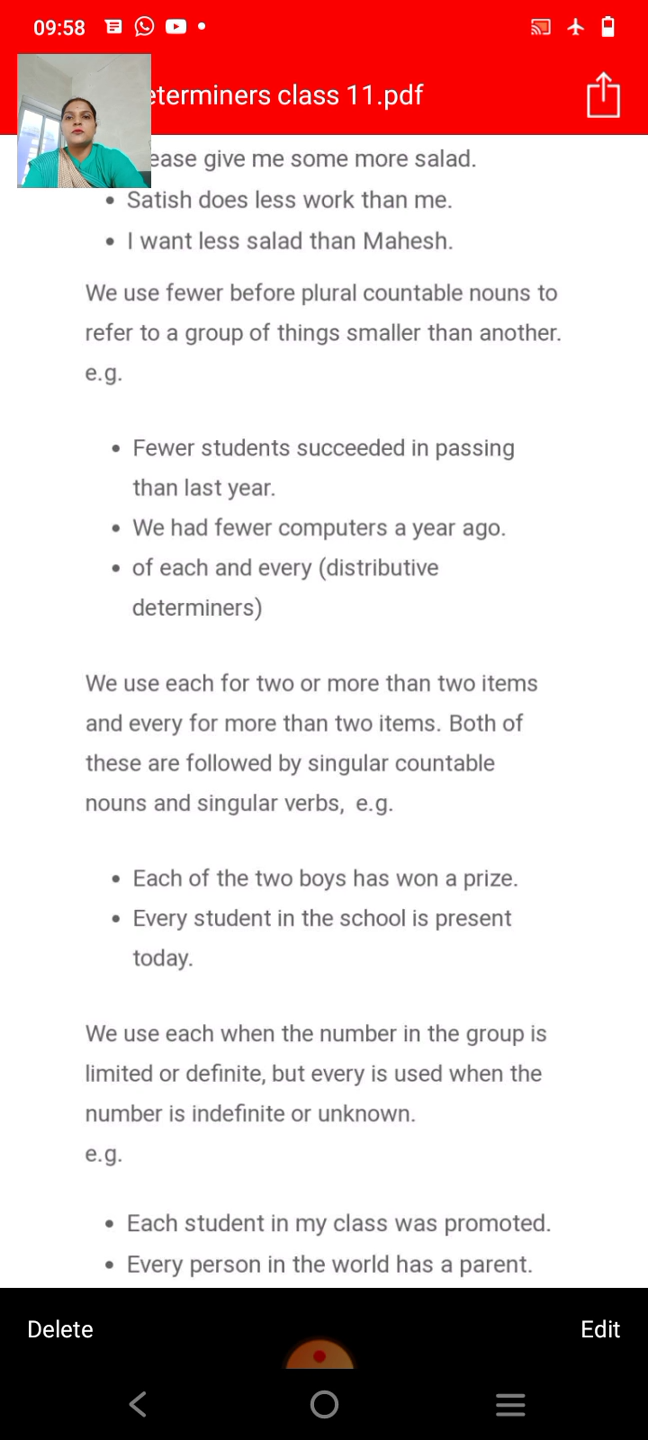 09:58
eterminers class 11.pdf
ease give me some more salad.
• Satish does less work than me.
• I want less salad than Mahesh.
We use fewer before plural countable nouns to
refer to a group of things smaller than another.
e.g.
• Fewer students succeeded in passing
than last year.
• We had fewer computers a year ago.
• of each and every (distributive
determiners)
We use each for two or more than two items
and every for more than two items. Both of
these are followed by singular countable
nouns and singular verbs, e.g.
• Each of the two boys has won a prize.
• Every student in the school is present
today.
We use each when the number in the group is
limited or definite, but every is used when the
number is indefinite or unknown.
e.g.
• Each student in my class was promoted.
• Every person in the world has a parent.
Delete Edit